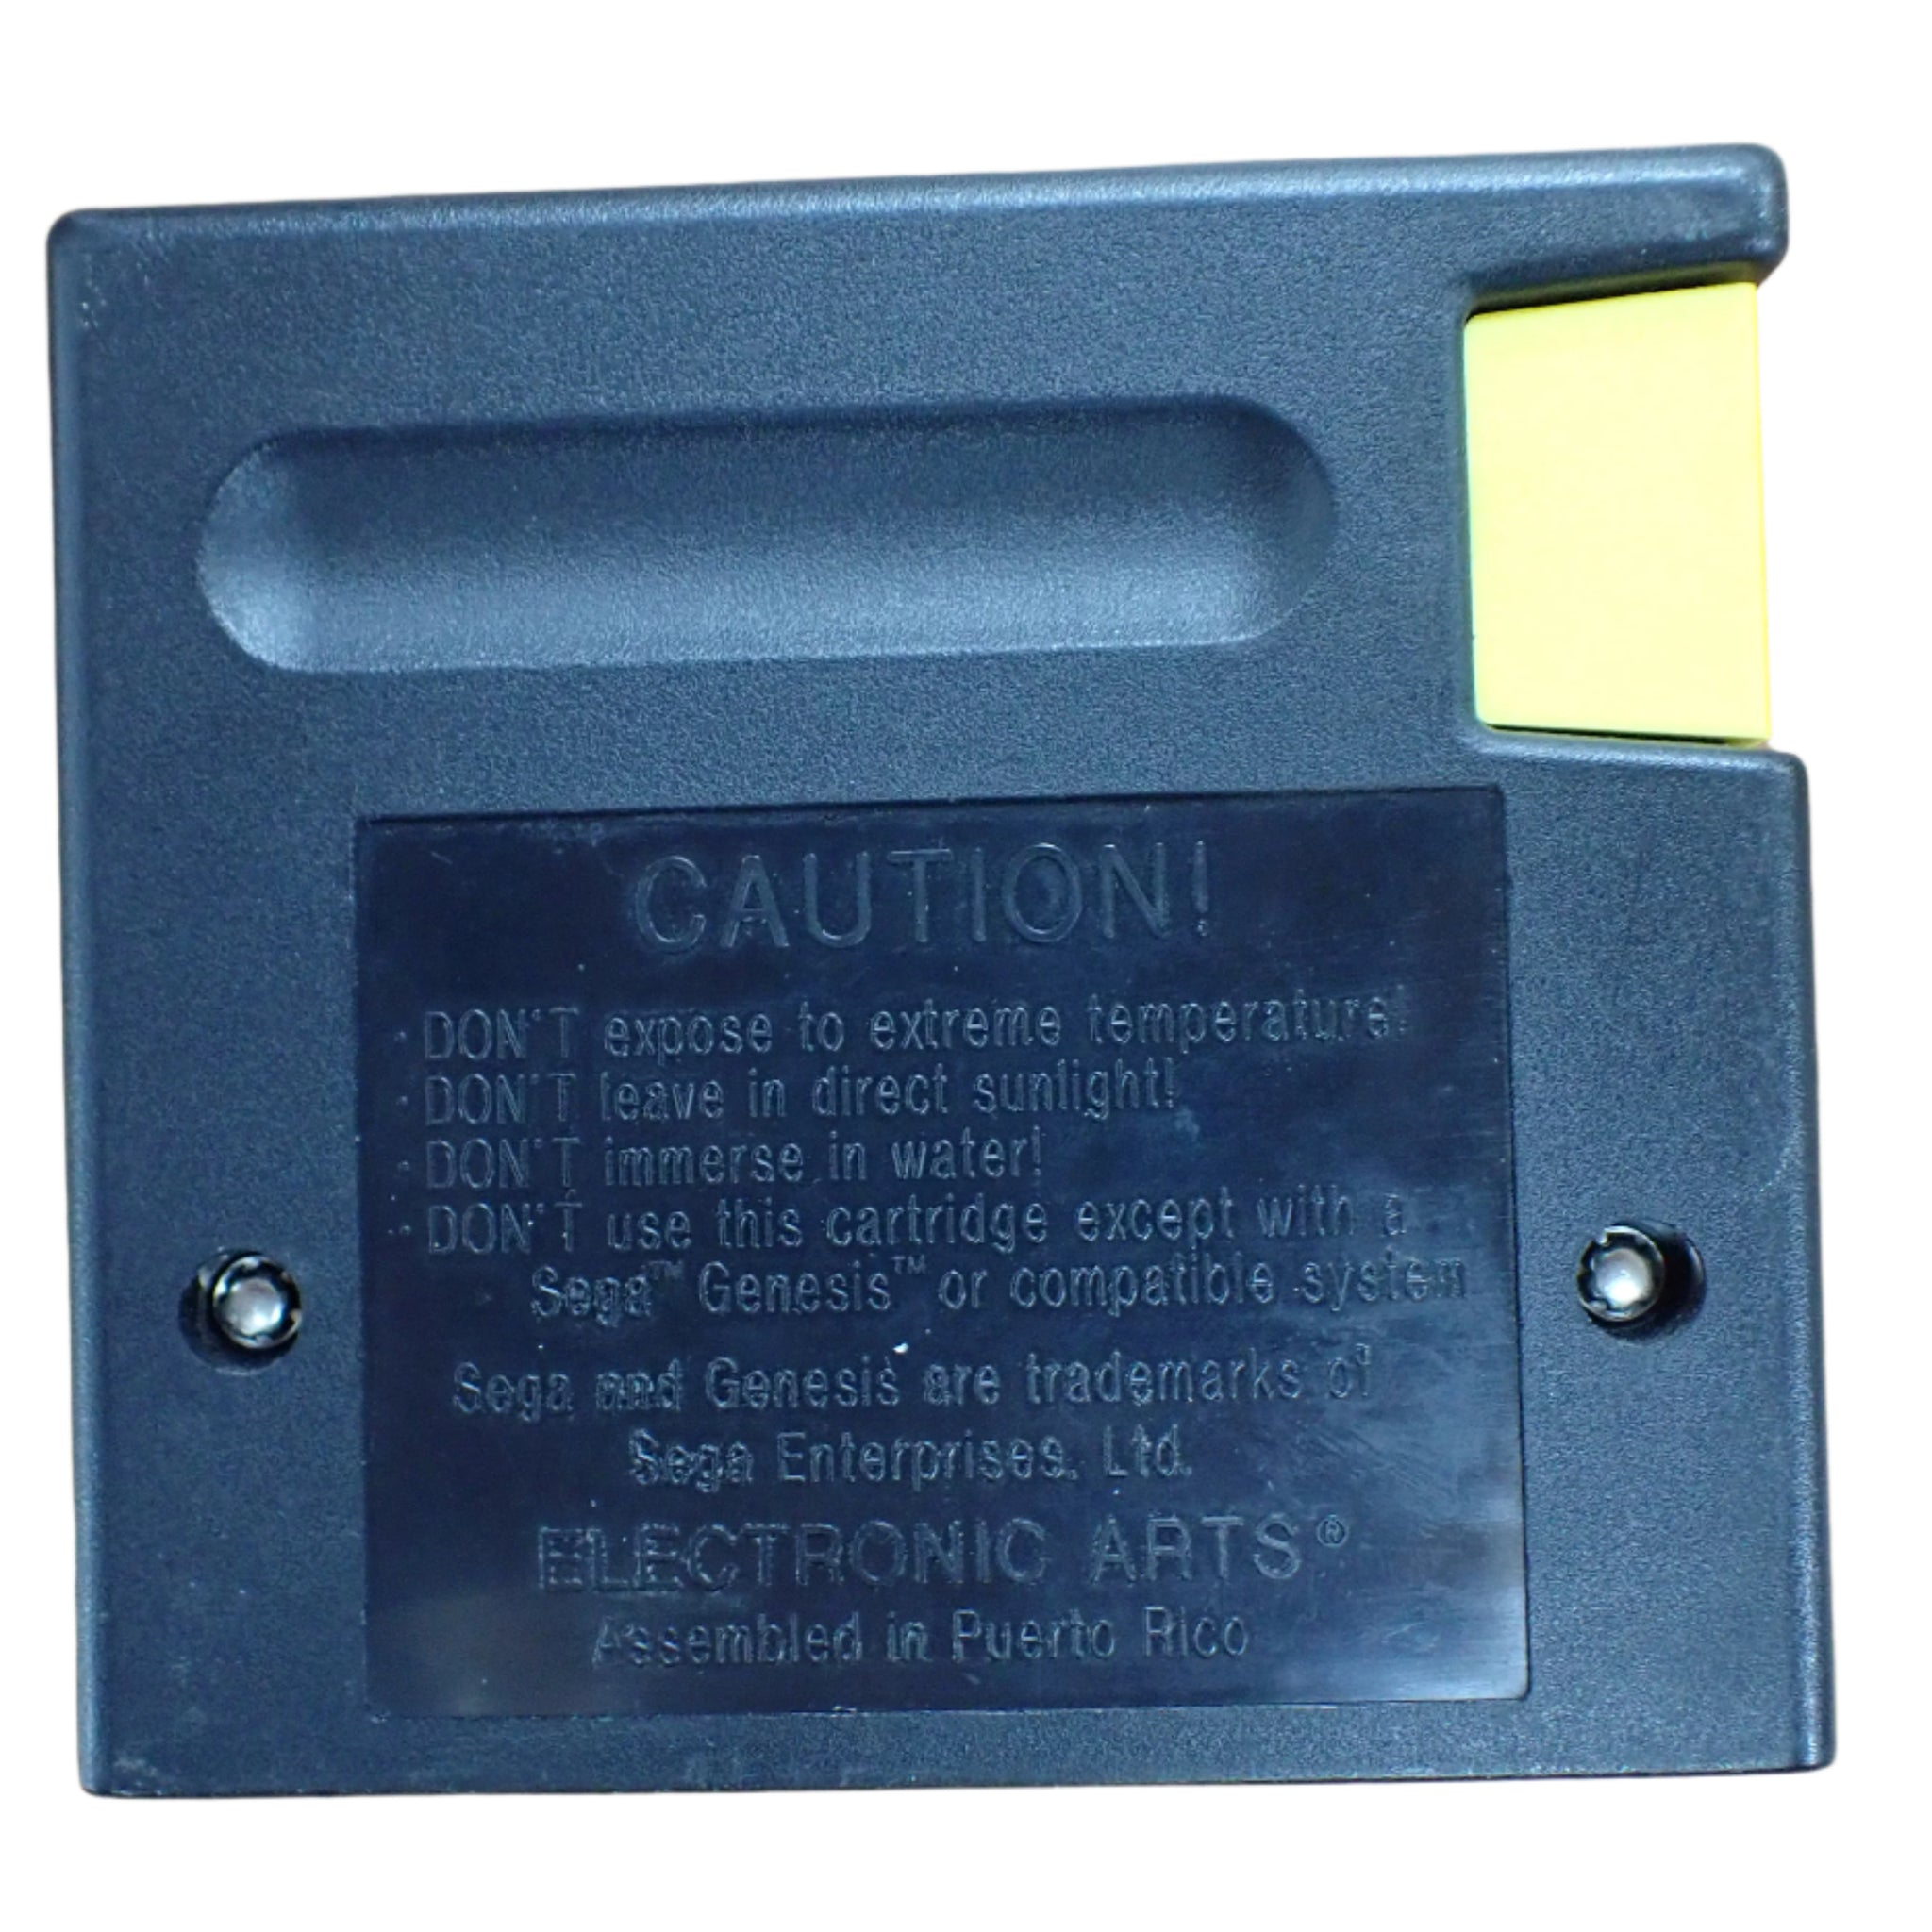 CAUTION!
· DON'T expose to extreme temperature!
· DON'T leave in direct sunlight!
· DON'T immerse in water!
· DON'T use this cartridge except with a
Sega™ Genesis™ or compatible system
Sega and Genesis are trademarks of
Sega Enterprises, Ltd.
ELECTRONIC ARTS®
Assembled in Puerto Rico